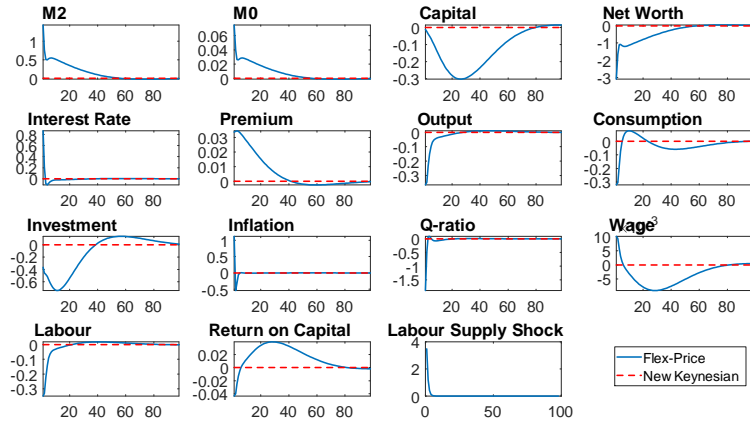 M2
M0
Capital
Net Worth
1
0.5
0
20 40 60 80
0.06
0.04
0.02
0
20 40 60 80
0
-0.1
-0.2
-0.3
20 40 60 80
0
-1
-2
-3
20 40 60 80
Interest Rate
Premium
Output
Consumption
0.8
0.6
0.4
0.2
0
20 40 60 80
0.03
0.02
0.01
0
20 40 60 80
0
-0.1
-0.2
-0.3
20 40 60 80
0
-0.1
-0.2
-0.3
20 40 60 80
Investment
Inflation
Q-ratio
Wage
0
-0.2
-0.4
-0.6
20 40 60 80
1
0.5
0
-0.5
20 40 60 80
0
-0.5
-1
-1.5
20 40 60 80
10
5
0
-5
20 40 60 80
Labour
Return on Capital
Labour Supply Shock
0
-0.1
-0.2
-0.3
20 40 60 80
0.02
0
-0.02
-0.04
20 40 60 80
4
2
0
0 50 100
Flex-Price
New Keynesian